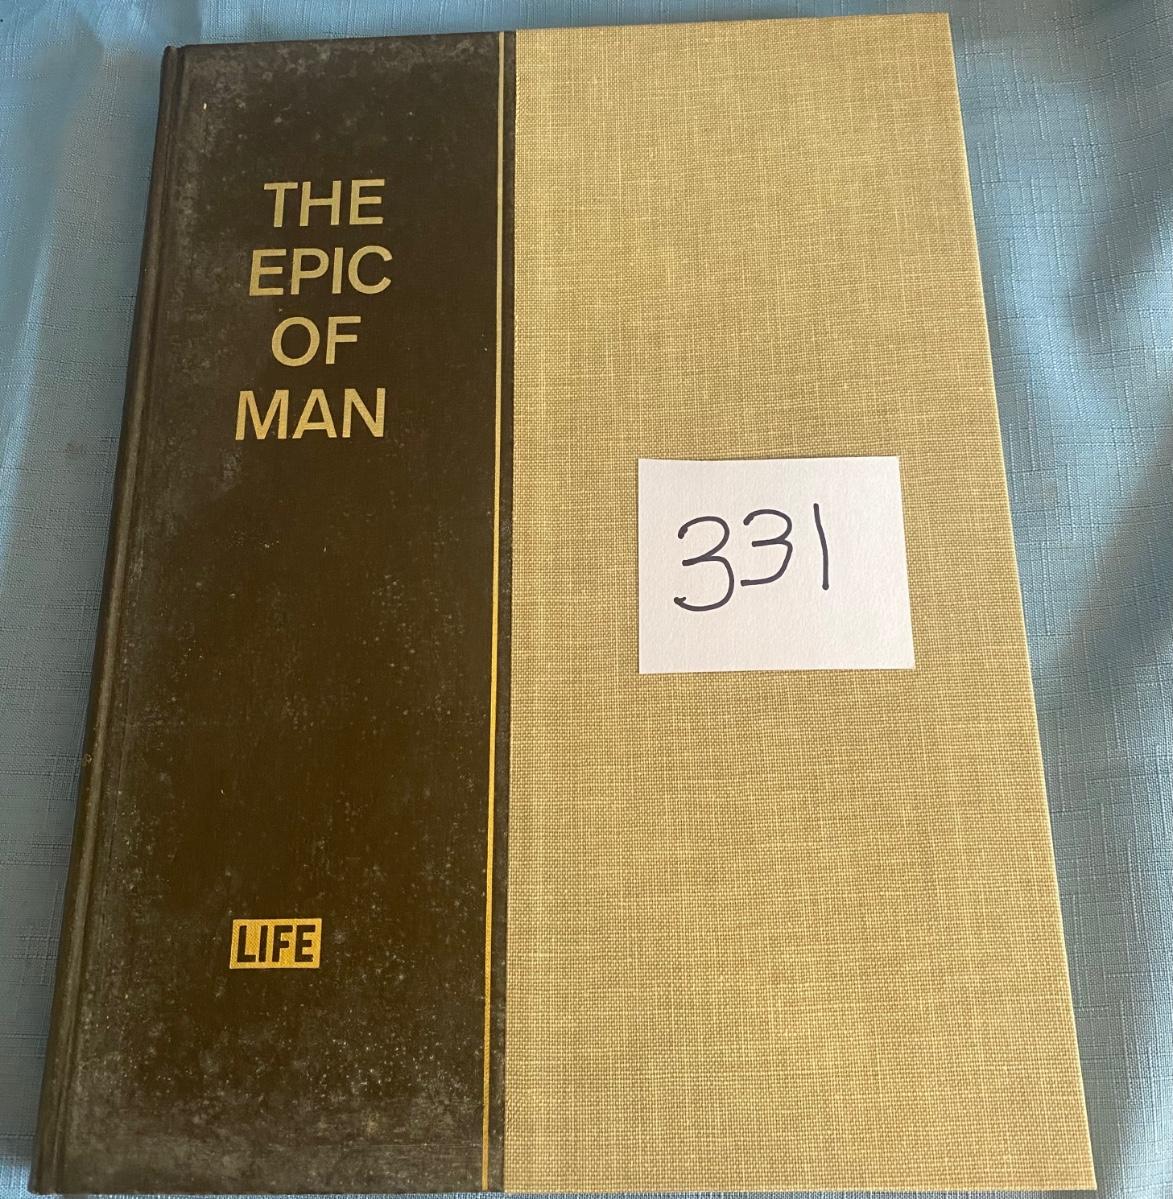 THE
EPIC
OF
MAN
331
LIFE